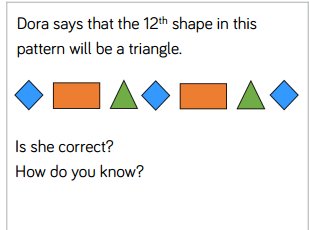 Dora says that the 12th shape in this
pattern will be a triangle.
Is she correct?
How do you know?